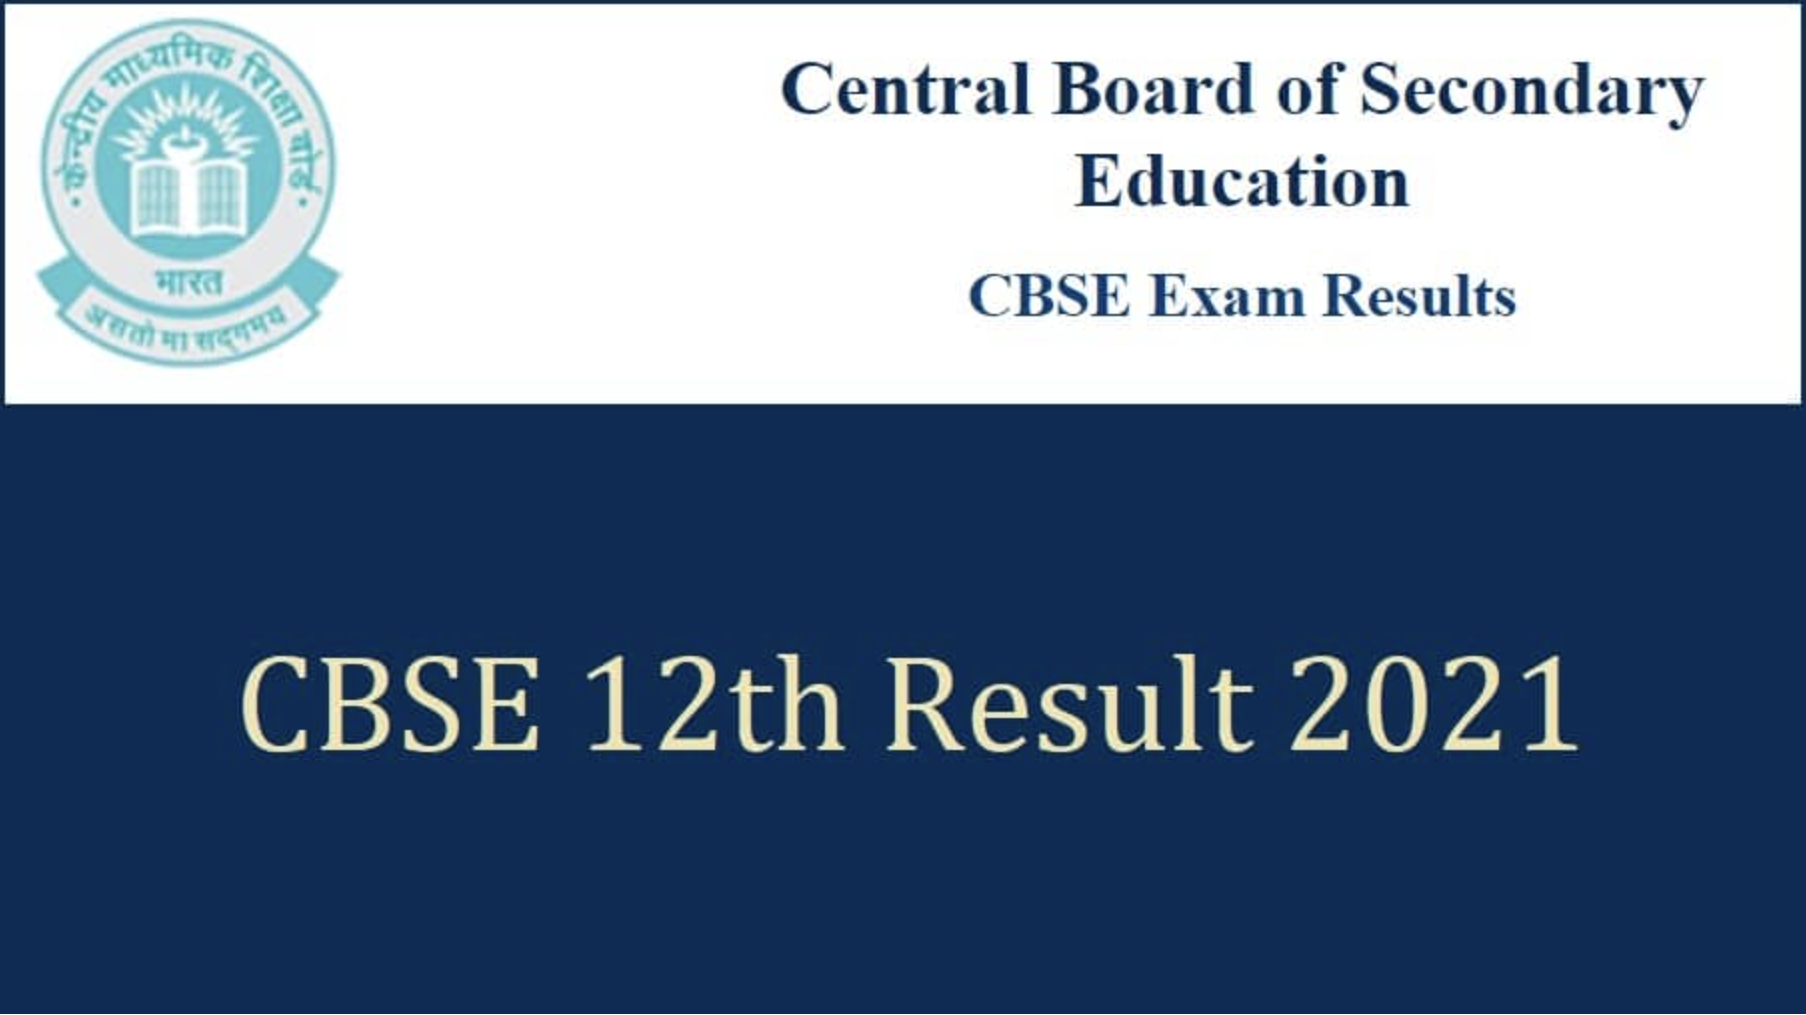 केन्द्रीय माध्यमिक शिक्षा बोर्ड
भारत
असतो मा सद्गमय
Central Board of Secondary
Education
CBSE Exam Results
CBSE 12th Result 2021